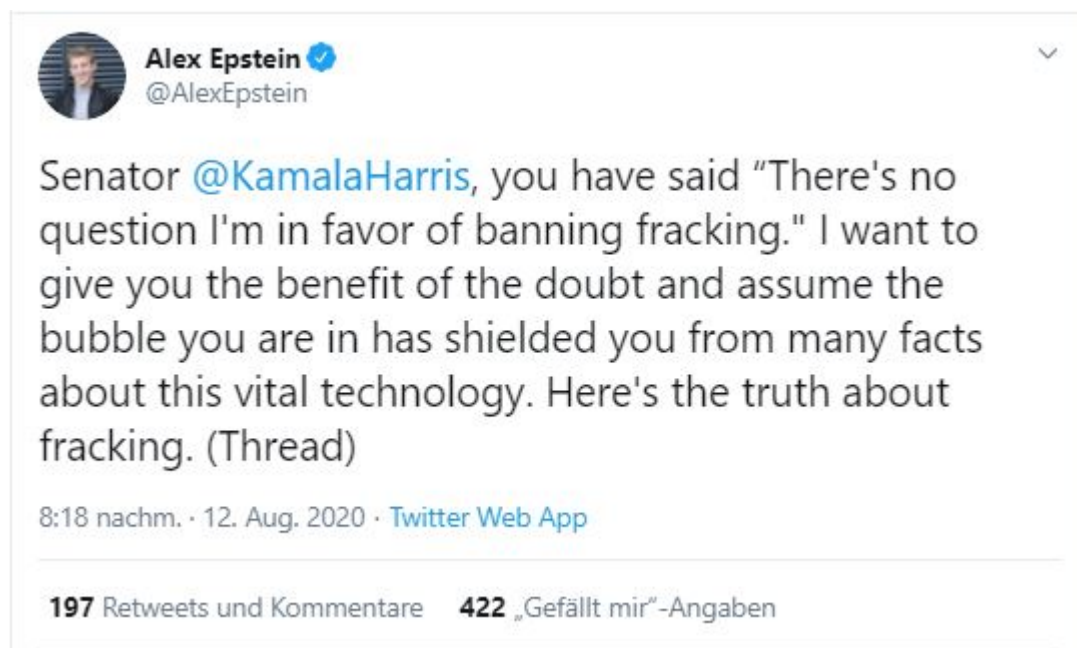 Alex Epstein
@AlexEpstein
Senator @KamalaHarris, you have said “There's no
question I'm in favor of banning fracking." I want to
give you the benefit of the doubt and assume the
bubble you are in has shielded you from many facts
about this vital technology. Here's the truth about
fracking. (Thread)
8:18 nachm. · 12. Aug. 2020 · Twitter Web App
197 Retweets und Kommentare 422 „Gefällt mir“-Angaben